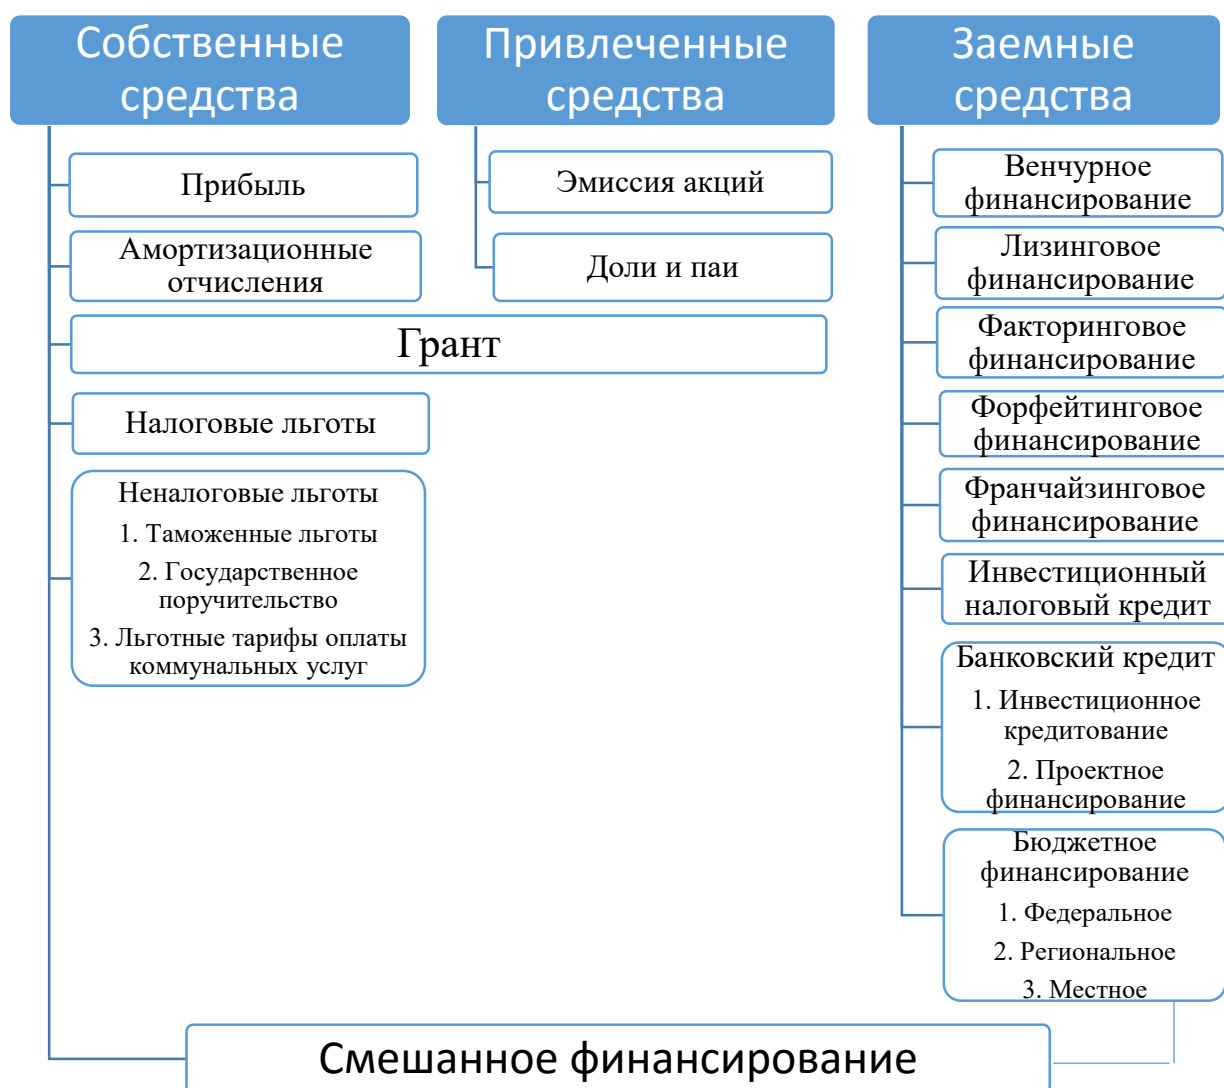 Собственные
средства
Прибыль
Амортизационные
отчисления
Грант
Налоговые льготы
Неналоговые льготы
1. Таможенные льготы
2. Государственное
поручительство
3. Льготные тарифы оплаты
коммунальных услуг
Привлеченные
средства
Эмиссия акций
Доли и паи
Заемные
средства
Венчурное
финансирование
Лизинговое
финансирование
Факторинговое
финансирование
Форфейтинговое
финансирование
Франчайзинговое
финансирование
Инвестиционный
налоговый кредит
Банковский кредит
1. Инвестиционное
кредитование
2. Проектное
финансирование
Бюджетное
финансирование
1. Федеральное
2. Региональное
3. Местное
Смешанное финансирование